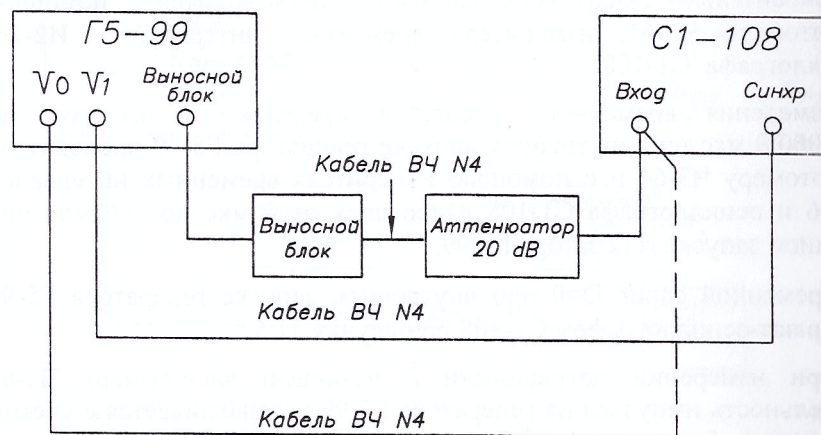 Г5-99
V0 V1 Выносной блок
С1-108
Вход Синхр
Кабель ВЧ N4
Выносной
блок
Аттенюатор
20 dB
Кабель ВЧ N4
Кабель ВЧ N4